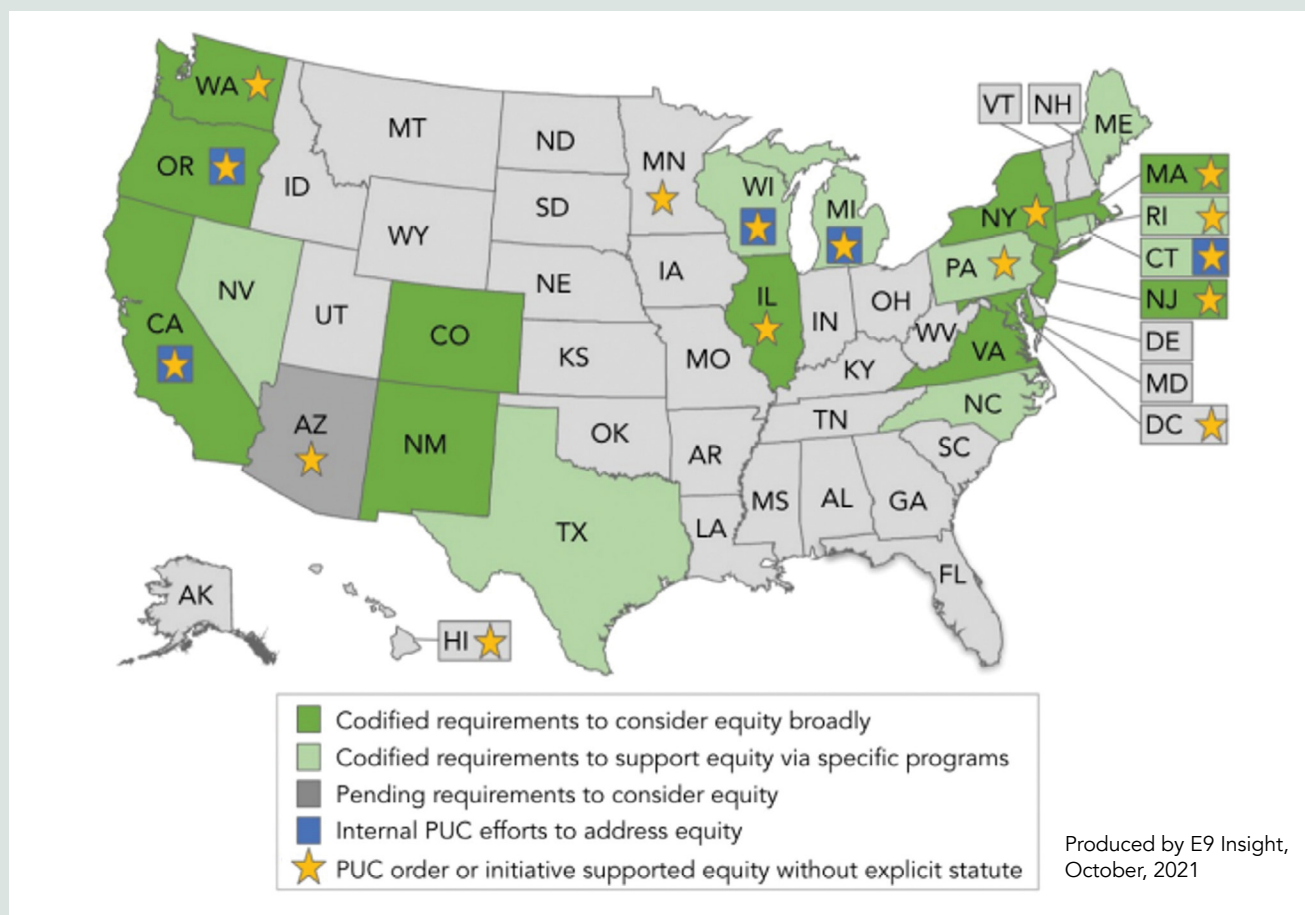 WA
MT
ND
MN
VT
NH
ME
OR
ID
SD
WI
MI
NY
MA
RI
CT
NJ
DE
MD
DC
WY
NE
IA
PA
NV
UT
CO
KS
MO
IL
IN
OH
WV
VA
KY
CA
AZ
NM
OK
AR
TN
NC
SC
TX
LA
MS
AL
GA
FL
AK
HI
Codified requirements to consider equity broadly
Codified requirements to support equity via specific programs
Pending requirements to consider equity
Internal PUC efforts to address equity
PUC order or initiative supported equity without explicit statute
Produced by E9 Insight,
October, 2021